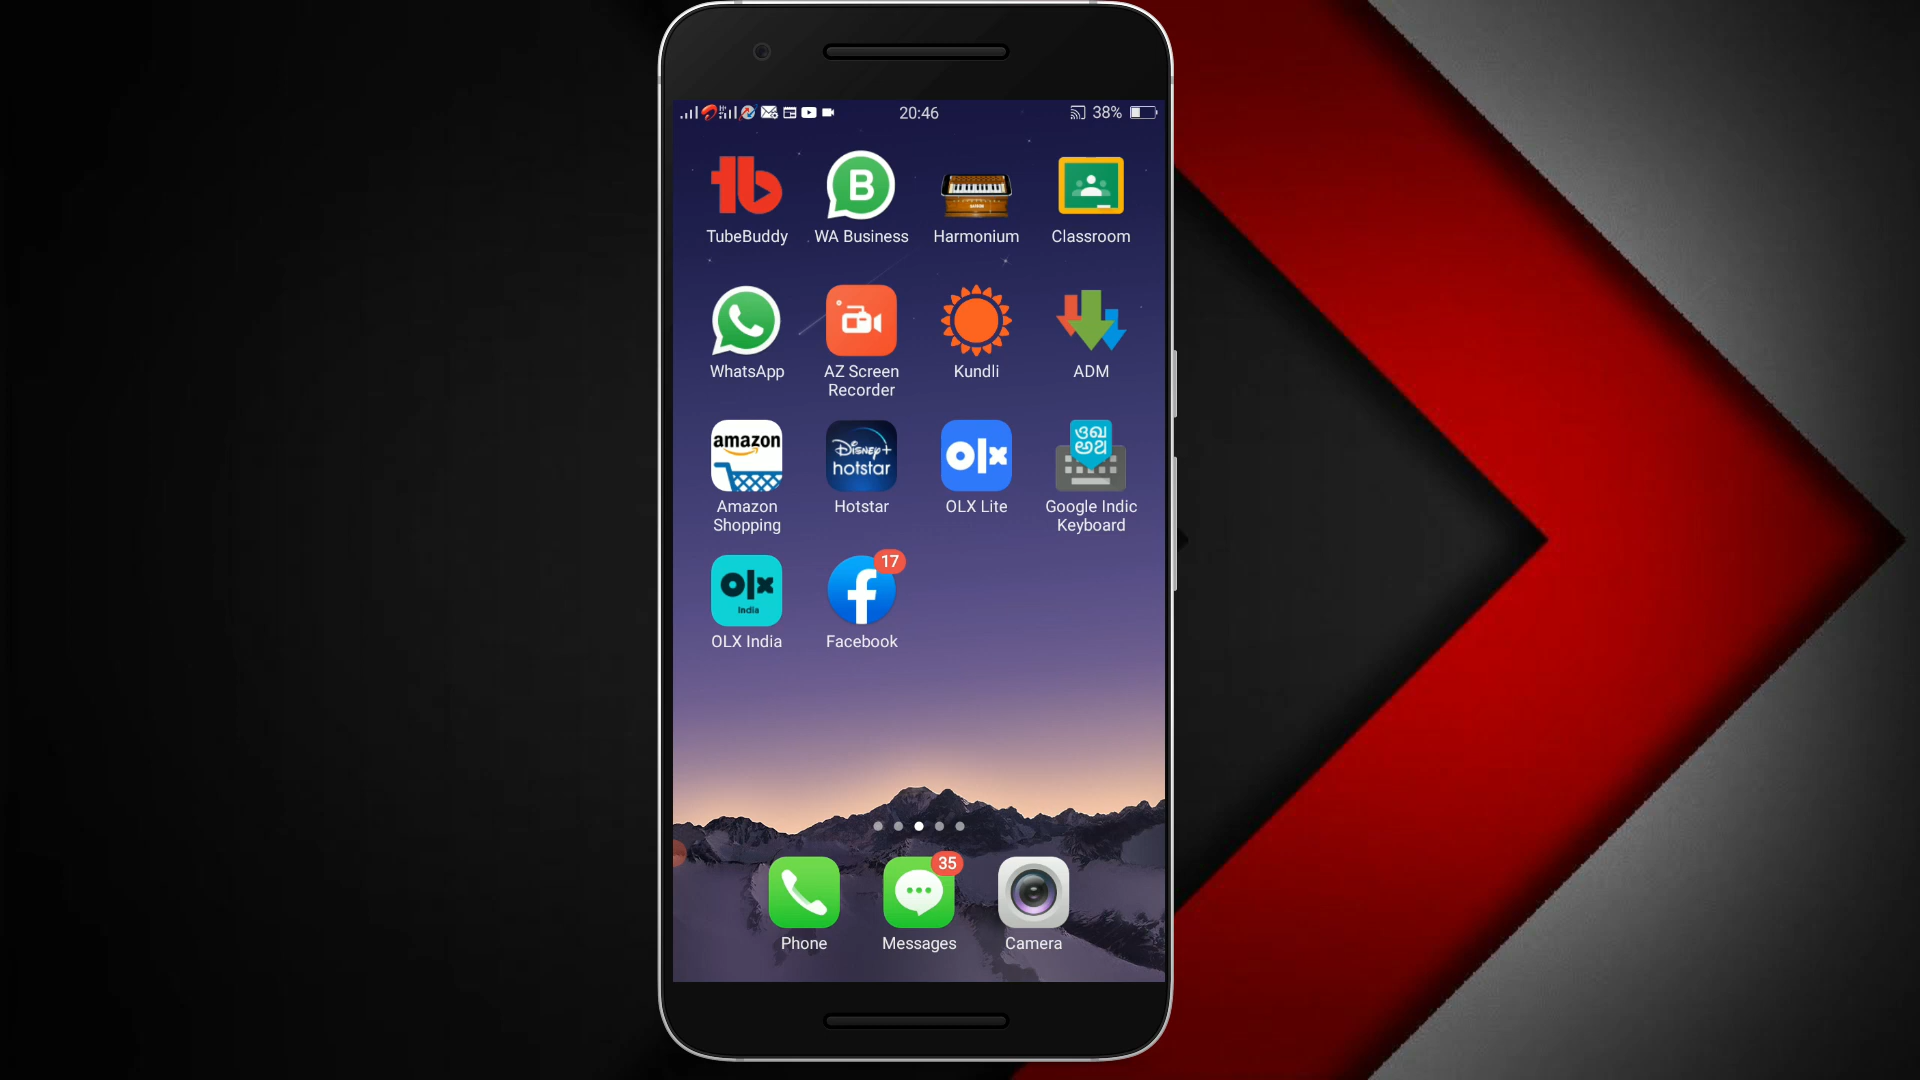 20:46
38%
TubeBuddy
B
WA Business
Harmonium
Classroom
WhatsApp
AZ Screen
Recorder
Kundli
ADM
amazon
Amazon
Shopping
Disney+
hotstar
Hotstar
olx
OLX Lite
Google Indic
Keyboard
olx
India
OLX India
17
f
Facebook
35
Phone
Messages
Camera